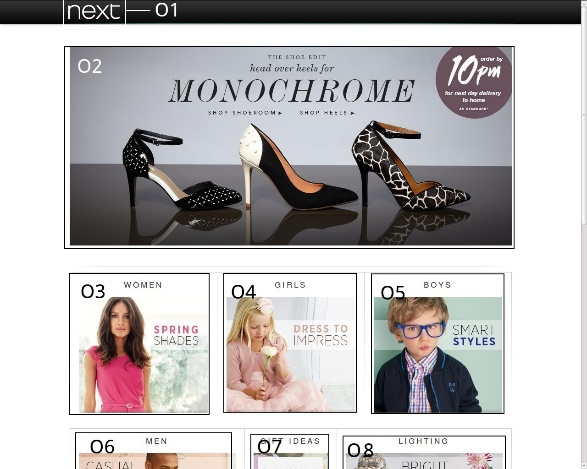 next 01
02
THE SHOE EDIT
head over heels for
MONOCHROME
SHOP SHOEROOM ▶ SHOP HEELS ▶
order by
10pm
for next day delivery
to home
03 WOMEN
SPRING
SHADES
04 GIRLS
DRESS TO
IMPRESS
05 BOYS
SMART
STYLES
06 MEN
CASUAL
07 GIFT IDEAS
08 LIGHTING
BRIGHT